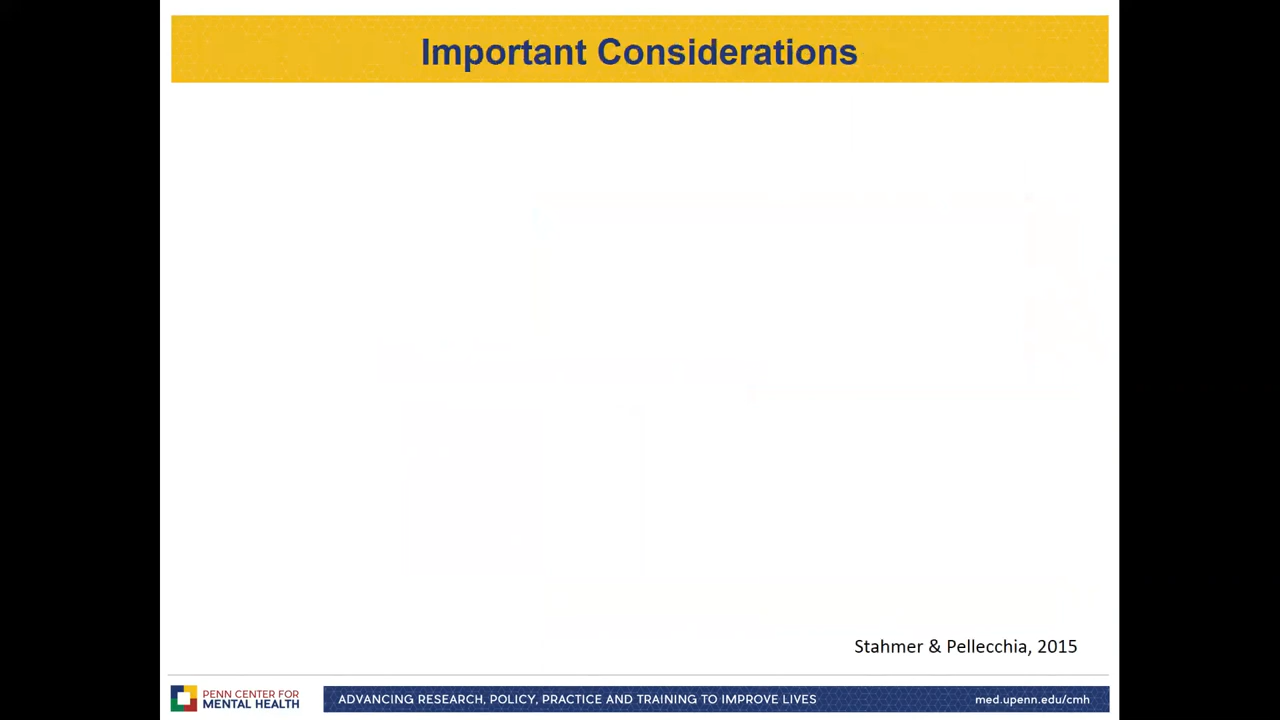 Important Considerations
Stahmer & Pellecchia, 2015
PENN CENTER FOR
MENTAL HEALTH
ADVANCING RESEARCH, POLICY, PRACTICE AND TRAINING TO IMPROVE LIVES
med.upenn.edu/cmh